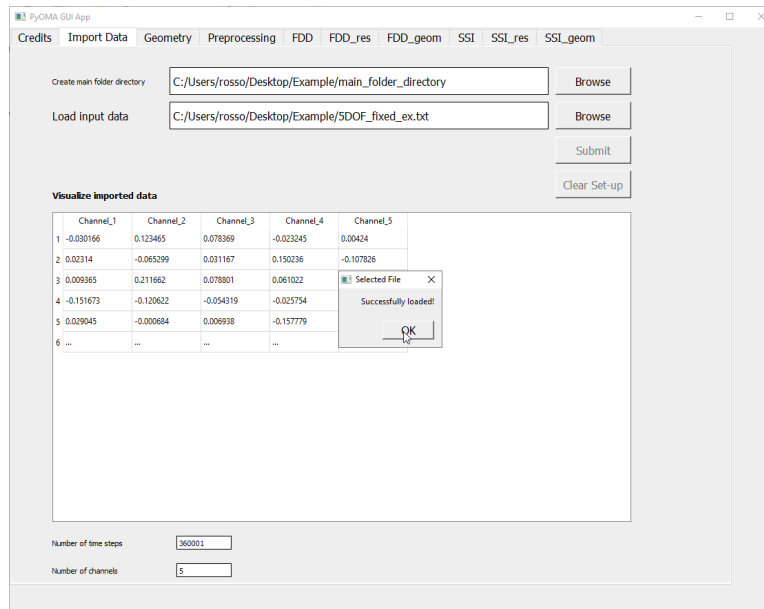 PyOMA GUI App
Credits Import Data Geometry Preprocessing FDD FDD_res FDD_geom SSI SSI_res SSI_geom
Create main folder directory C:/Users/rosso/Desktop/Example/main_folder_directory Browse
Load input data C:/Users/rosso/Desktop/Example/5DOF_fixed_ex.txt Browse
Submit
Clear Set-up
Visualize imported data
Channel_1 Channel_2 Channel_3 Channel_4 Channel_5
1 -0.030166 0.123465 0.078369 -0.023245 0.00424
2 0.02314 -0.065299 0.031167 0.150236 -0.107826
3 0.009365 0.211662 0.078801 0.061022
4 -0.151673 -0.120622 -0.054319 -0.025754
5 0.029045 -0.000684 0.006938 -0.157779
6 ... ... ... ...
Selected File
Successfully loaded!
OK
Number of time steps 360001
Number of channels 5